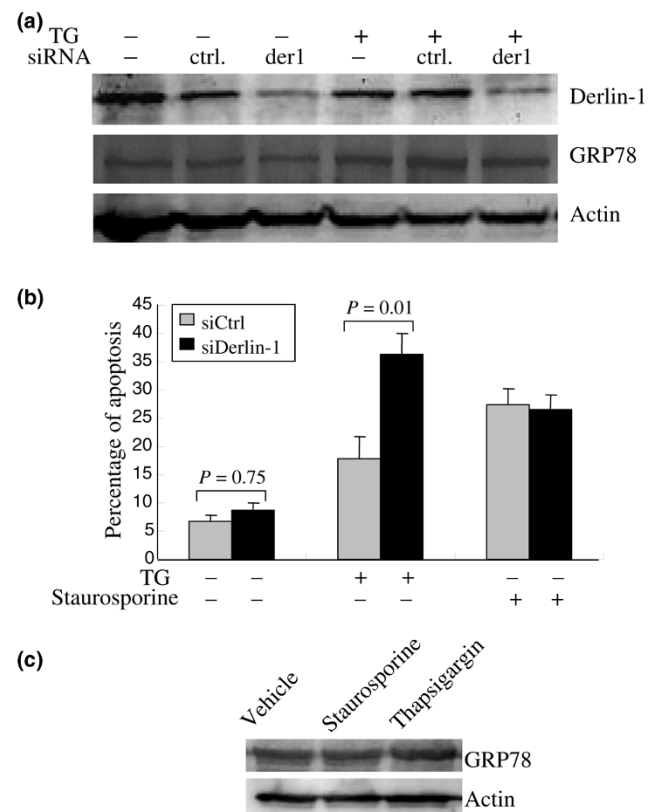 (a)
TG – – – + + +
siRNA – ctrl. der1 – ctrl. der1
Derlin-1
GRP78
Actin
(b)
Percentage of apoptosis
45
40
35
30
25
20
15
10
5
0
siCtrl
siDerlin-1
P = 0.75
P = 0.01
TG – – + + – –
Staurosporine – – – – + +
(c)
Vehicle
Staurosporine
Thapsigargin
GRP78
Actin